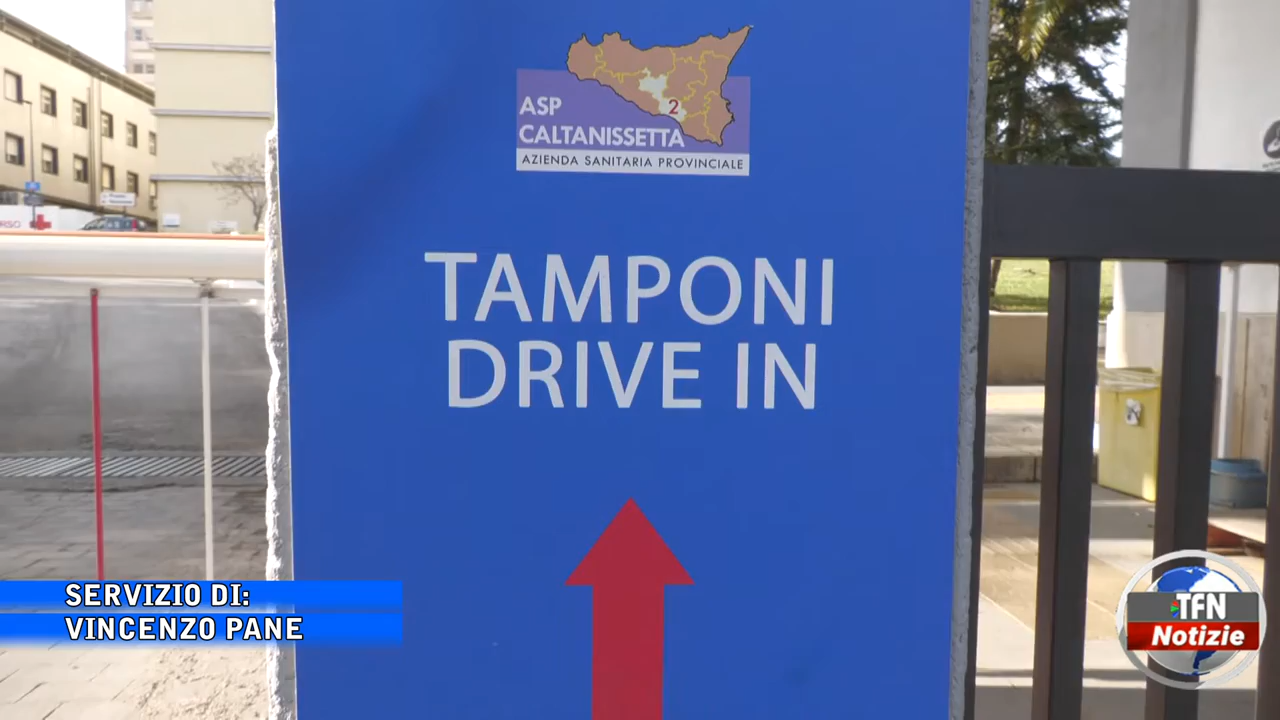 ASP
CALTANISSETTA
2
AZIENDA SANITARIA PROVINCIALE
TAMPONI
DRIVE IN
SERVIZIO DI:
VINCENZO PANE
TFN
Notizie